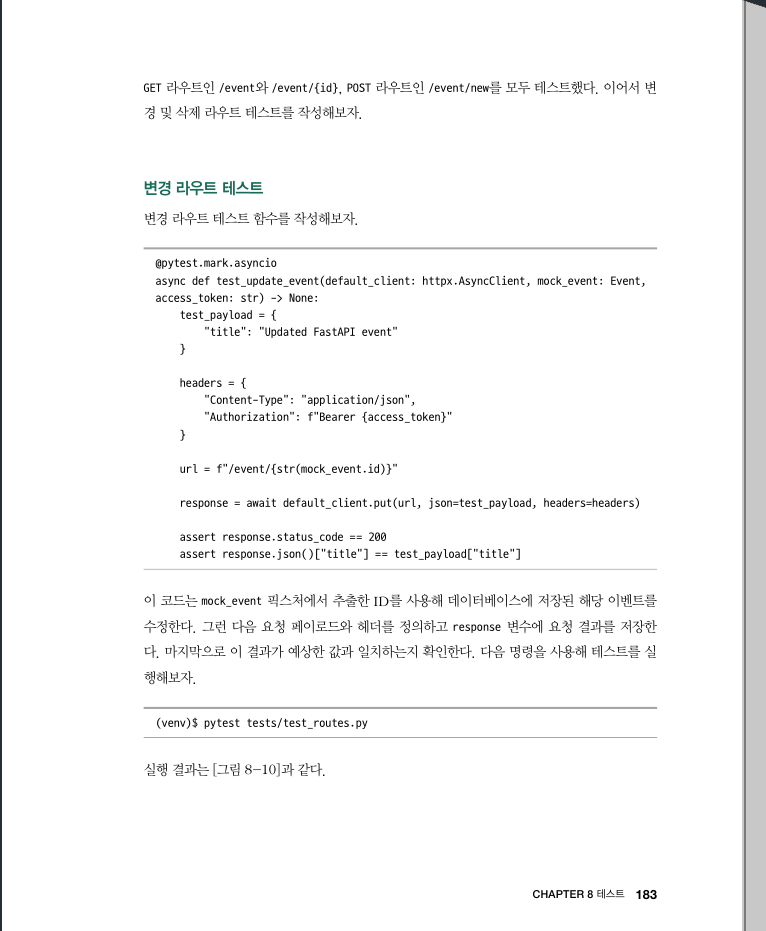 GET 라우트인 /event와 /event/{id}, POST 라우트인 /event/new를 모두 테스트했다. 이어서 변
경 및 삭제 라우트 테스트를 작성해보자.
변경 라우트 테스트
변경 라우트 테스트 함수를 작성해보자.
@pytest.mark.asyncio
async def test_update_event(default_client: httpx.AsyncClient, mock_event: Event,
access_token: str) -> None:
    test_payload = {
        "title": "Updated FastAPI event"
    }
    headers = {
        "Content-Type": "application/json",
        "Authorization": f"Bearer {access_token}"
    }
    url = f"/event/{str(mock_event.id)}"
    response = await default_client.put(url, json=test_payload, headers=headers)
    assert response.status_code == 200
    assert response.json()["title"] == test_payload["title"]
이 코드는 mock_event 픽스처에서 추출한 ID를 사용해 데이터베이스에 저장된 해당 이벤트를
수정한다. 그런 다음 요청 페이로드와 헤더를 정의하고 response 변수에 요청 결과를 저장한
다. 마지막으로 이 결과가 예상한 값과 일치하는지 확인한다. 다음 명령을 사용해 테스트를 실
행해보자.
(venv)$ pytest tests/test_routes.py
실행 결과는 [그림 8-10]과 같다.
CHAPTER 8 테스트 183